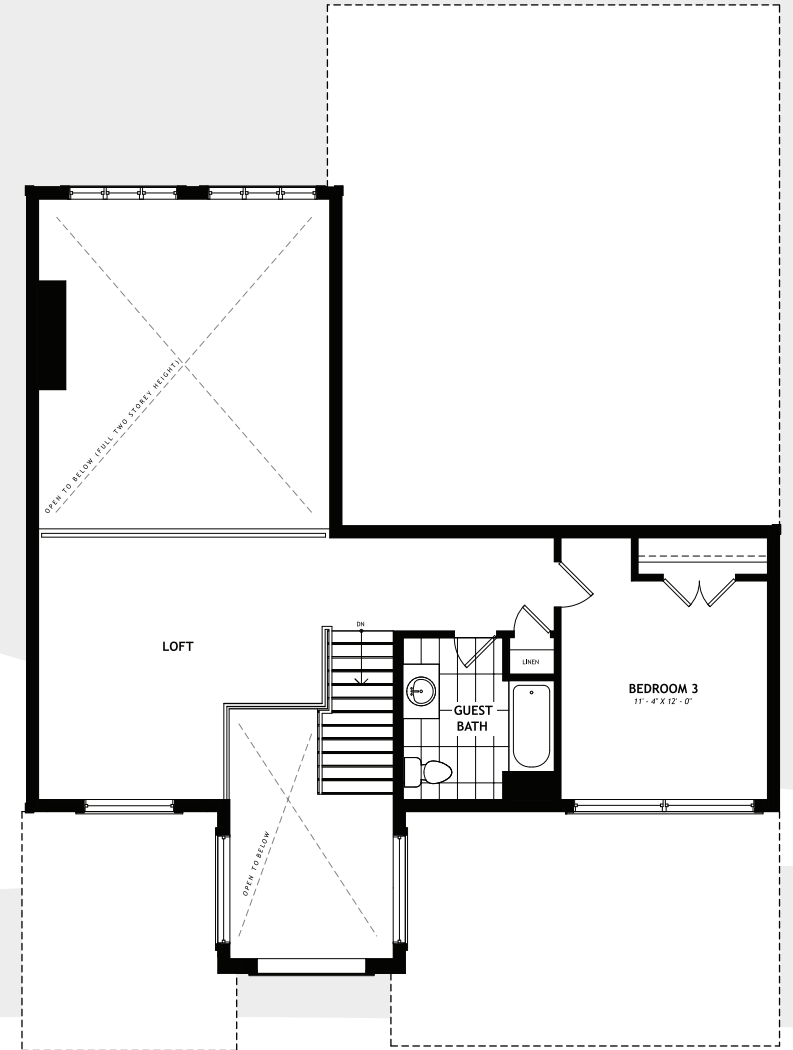 OPEN TO BELOW (FULL TWO STOREY HEIGHT)
DN
LOFT
LINEN
BEDROOM 3
11' - 4" X 12' - 0"
GUEST
BATH
OPEN TO BELOW